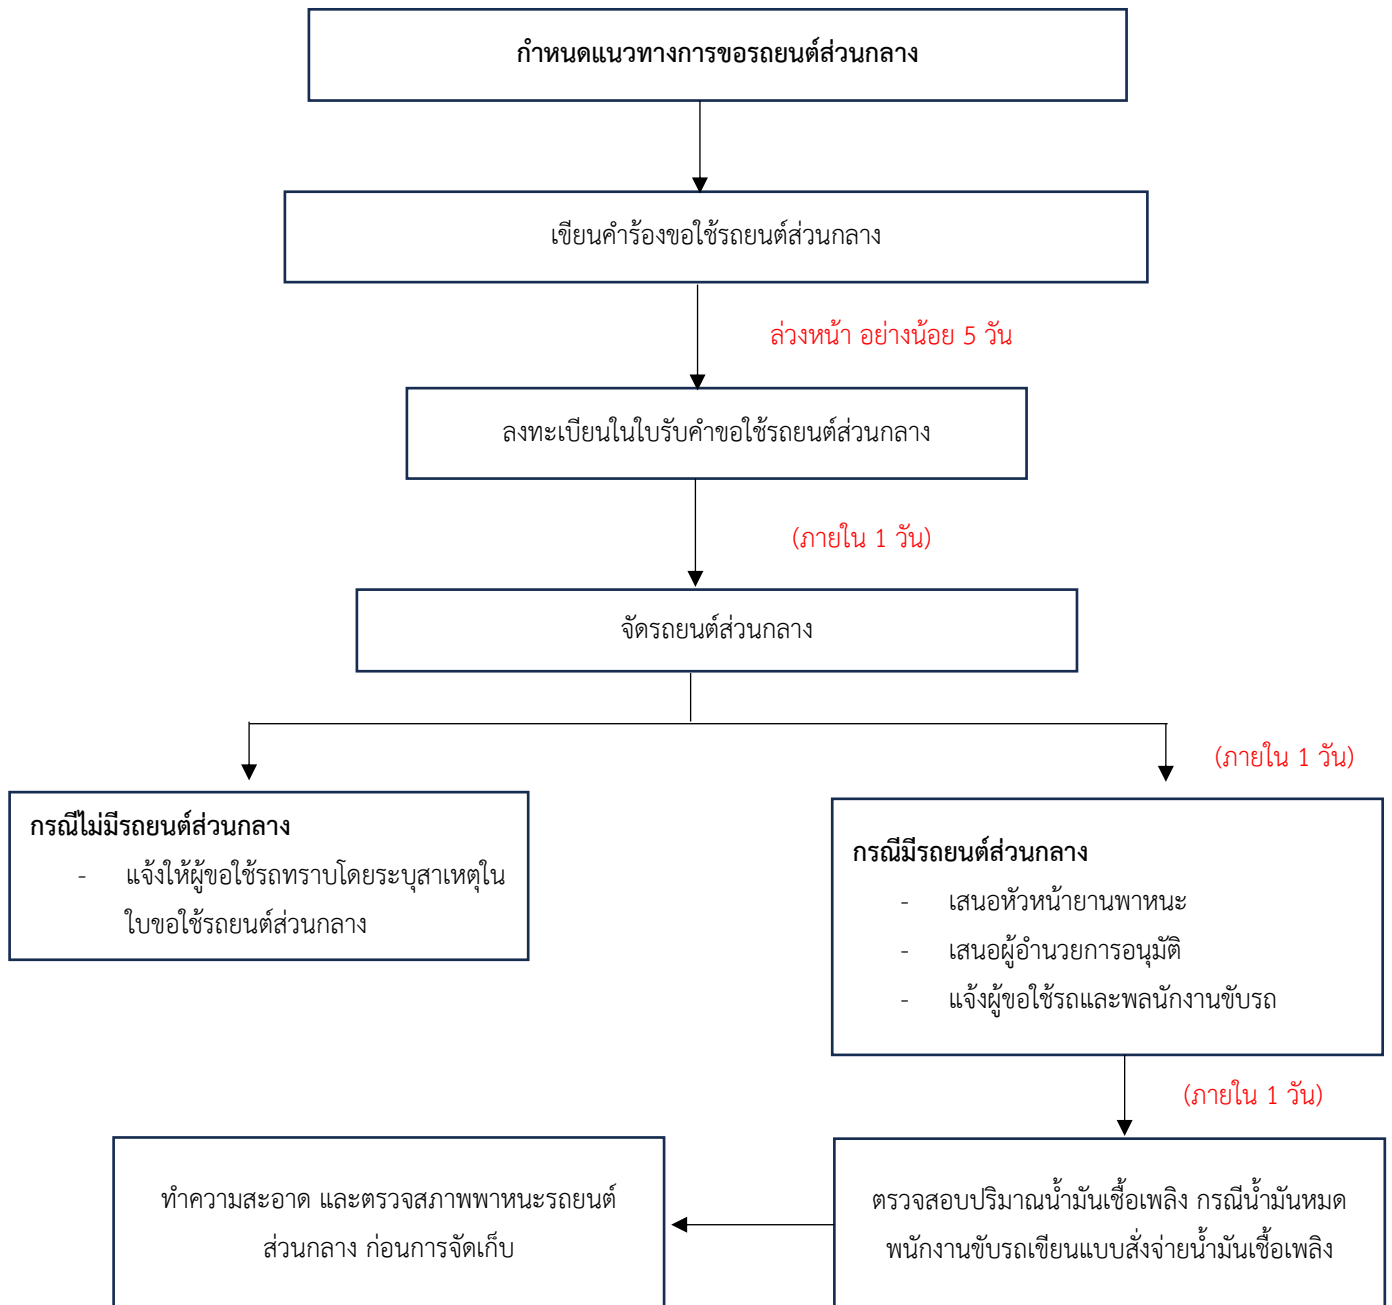 กำหนดแนวทางการขอรถยนต์ส่วนกลาง
เขียนคำร้องขอใช้รถยนต์ส่วนกลาง
ล่วงหน้า อย่างน้อย 5 วัน
ลงทะเบียนในใบรับคำขอใช้รถยนต์ส่วนกลาง
(ภายใน 1 วัน)
จัดรถยนต์ส่วนกลาง
(ภายใน 1 วัน)
กรณีไม่มีรถยนต์ส่วนกลาง
- แจ้งให้ผู้ขอใช้รถทราบโดยระบุสาเหตุใน
ใบขอใช้รถยนต์ส่วนกลาง
กรณีมีรถยนต์ส่วนกลาง
- เสนอหัวหน้ายานพาหนะ
- เสนอผู้อำนวยการอนุมัติ
- แจ้งผู้ขอใช้รถและพลนักงานขับรถ
(ภายใน 1 วัน)
ตรวจสอบปริมาณน้ำมันเชื้อเพลิง กรณีน้ำมันหมด
พนักงานขับรถเขียนแบบสั่งจ่ายน้ำมันเชื้อเพลิง
ทำความสะอาด และตรวจสภาพพาหนะรถยนต์
ส่วนกลาง ก่อนการจัดเก็บ